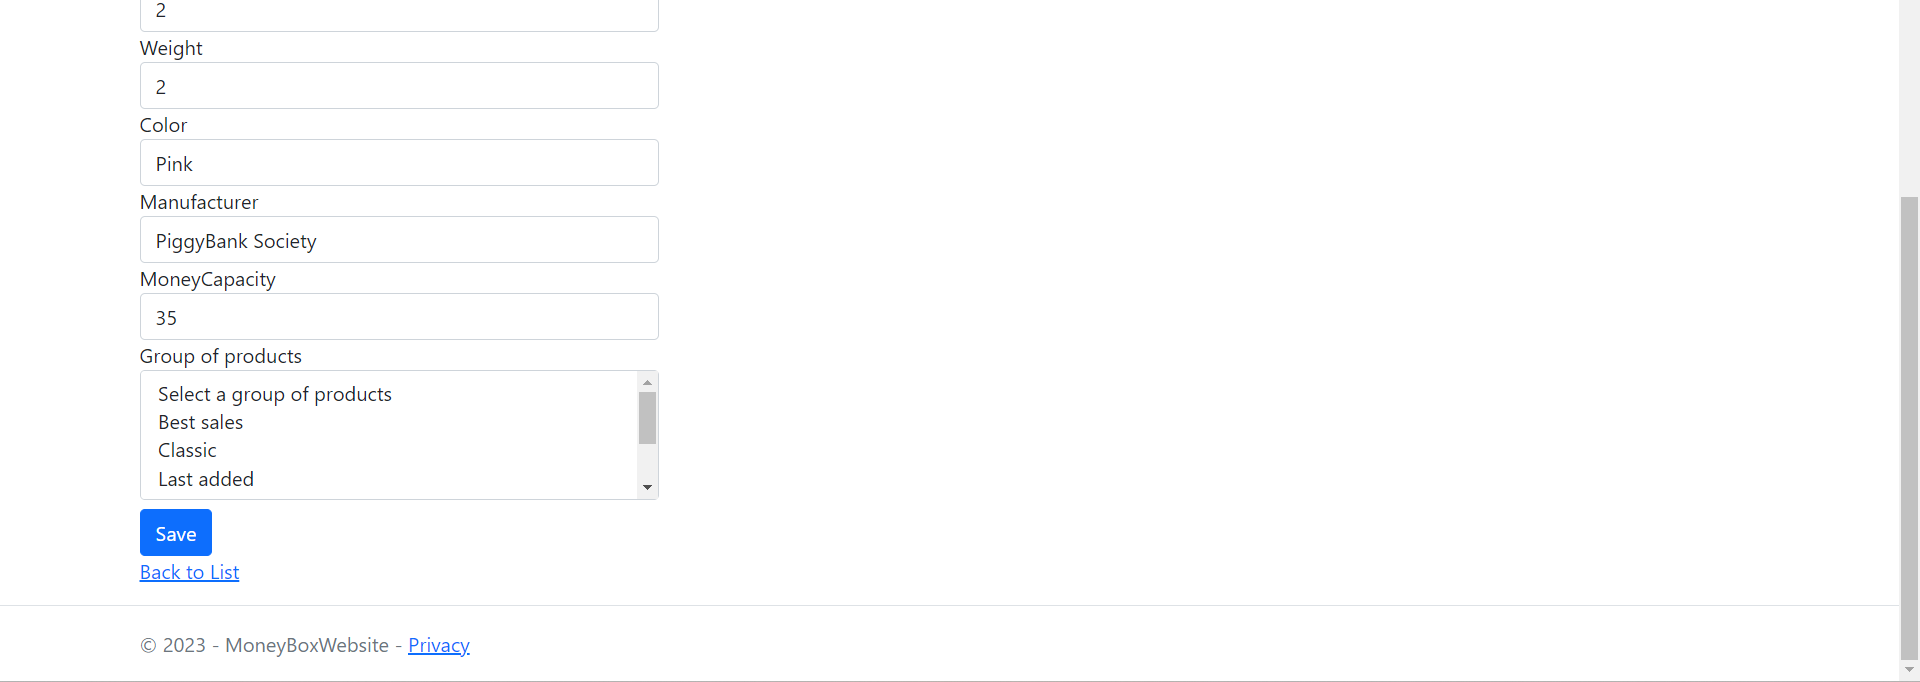 2
Weight
2
Color
Pink
Manufacturer
PiggyBank Society
MoneyCapacity
35
Group of products
Select a group of products
Best sales
Classic
Last added
Save
Back to List
© 2023 - MoneyBoxWebsite - Privacy